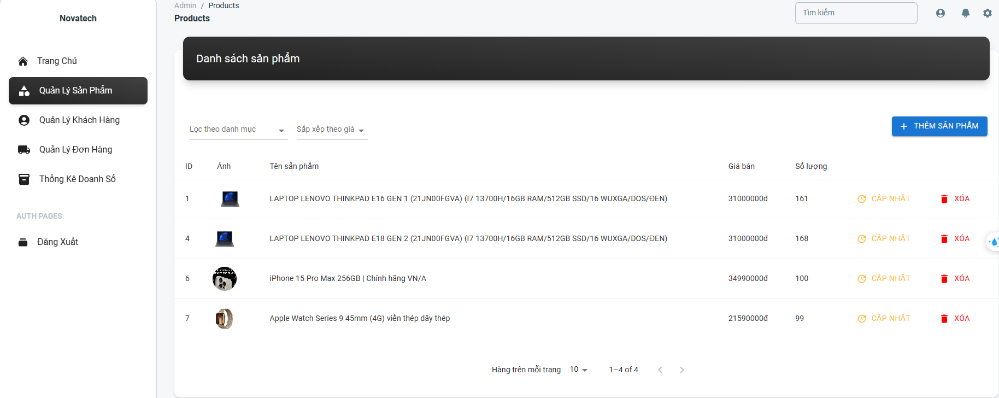 Novatech
Trang Chủ
Quản Lý Sản Phẩm
Quản Lý Khách Hàng
Quản Lý Đơn Hàng
Thống Kê Doanh Số
AUTH PAGES
Đăng Xuất
Admin / Products
Products
Tìm kiếm
Danh sách sản phẩm
Lọc theo danh mục
Sắp xếp theo giá
THÊM SẢN PHẨM
ID Ảnh Tên sản phẩm Giá bán Số lượng
1 LAPTOP LENOVO THINKPAD E16 GEN 1 (21JN00FGVA) (I7 13700H/16GB RAM/512GB SSD/16 WUXGA/DOS/ĐEN) 31000000đ 161 CẬP NHẬT XÓA
4 LAPTOP LENOVO THINKPAD E18 GEN 2 (21JN00FGVA) (I7 13700H/16GB RAM/512GB SSD/16 WUXGA/DOS/ĐEN) 31000000đ 168 CẬP NHẬT XÓA
6 iPhone 15 Pro Max 256GB | Chính hãng VN/A 34990000đ 100 CẬP NHẬT XÓA
7 Apple Watch Series 9 45mm (4G) viền thép dây thép 21590000đ 99 CẬP NHẬT XÓA
Hàng trên mỗi trang 10 1–4 of 4